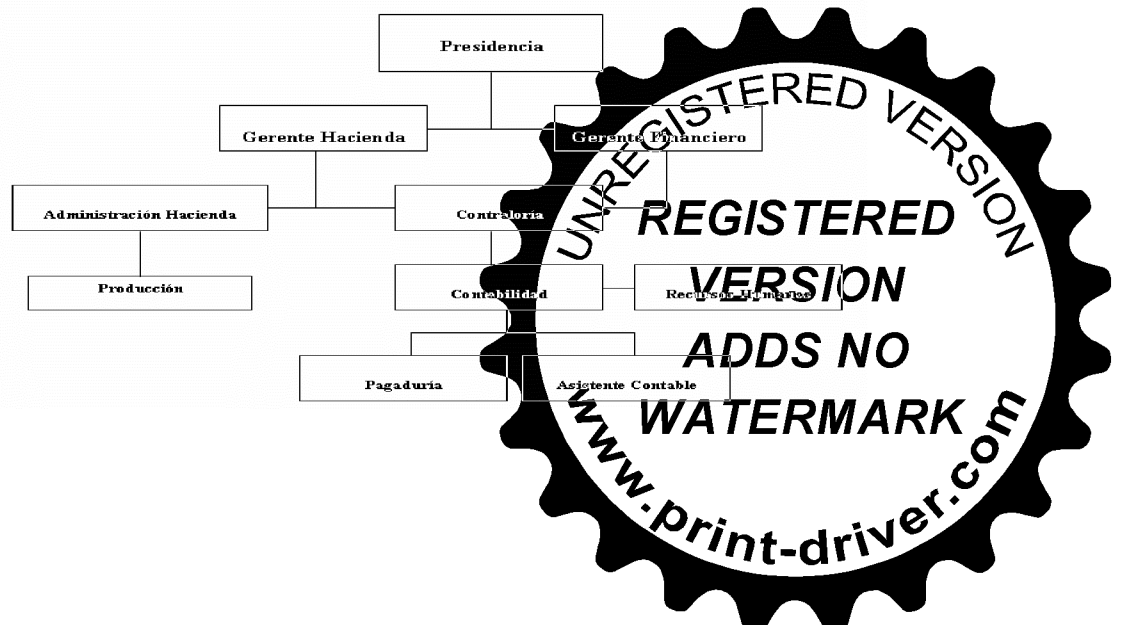 Presidencia
Gerente Hacienda
Gerente Financiero
Administración Hacienda
Contraloría
Producción
Contabilidad
Recursos Humanos
Pagaduría
Asistente Contable
UNREGISTERED VERSION
REGISTERED
VERSION
ADDS NO
WATERMARK
www.print-driver.com